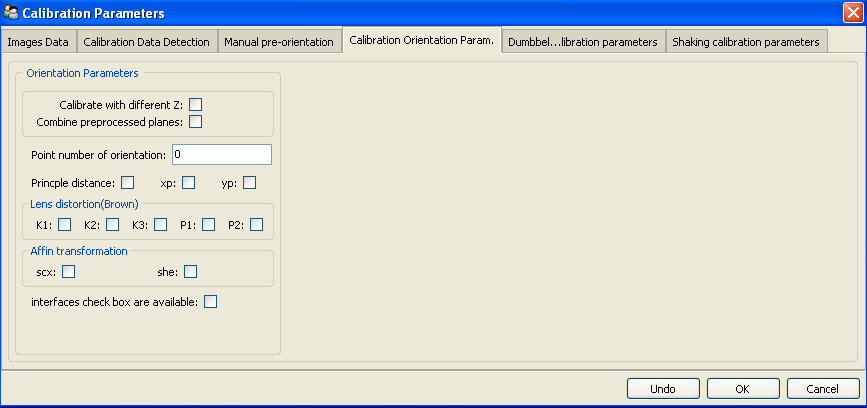 Calibration Parameters
Images Data Calibration Data Detection Manual pre-orientation Calibration Orientation Param. Dumbbel...libration parameters Shaking calibration parameters
Orientation Parameters
Calibrate with different Z:
Combine preprocessed planes:
Point number of orientation: 0
Princple distance: xp: yp:
Lens distortion(Brown)
K1: K2: K3: P1: P2:
Affin transformation
scx: she:
interfaces check box are available:
Undo OK Cancel